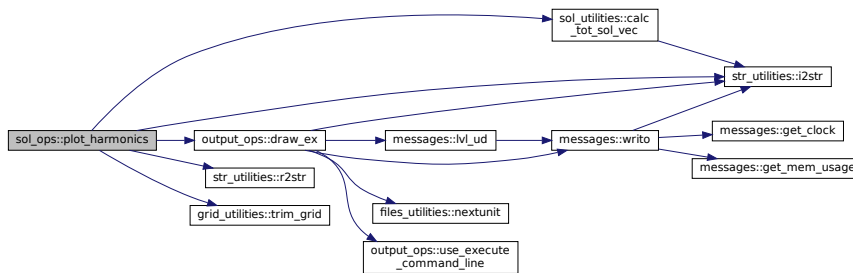 sol_utilities::calc
_tot_sol_vec
str_utilities::i2str
sol_ops::plot_harmonics
output_ops::draw_ex
messages::lvl_ud
messages::writo
messages::get_clock
messages::get_mem_usage
str_utilities::r2str
grid_utilities::trim_grid
files_utilities::nextunit
output_ops::use_execute
_command_line